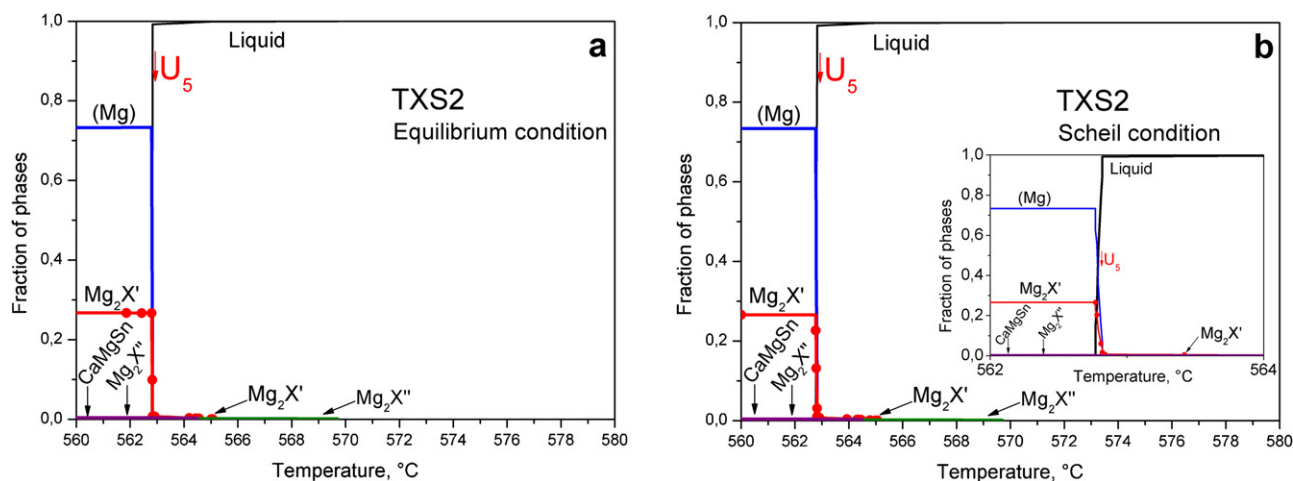 a
Liquid
U5
TXS2
Equilibrium condition
(Mg)
Mg2X'
CaMgSn
Mg2X''
Mg2X'
Mg2X''
Fraction of phases
1,0
0,8
0,6
0,4
0,2
0,0
560 562 564 566 568 570 572 574 576 578 580
Temperature, °C
b
Liquid
U5
TXS2
Scheil condition
(Mg)
Mg2X'
CaMgSn
Mg2X''
Mg2X'
Mg2X''
Fraction of phases
1,0
0,8
0,6
0,4
0,2
0,0
560 562 564 566 568 570 572 574 576 578 580
Temperature, °C
Liquid
(Mg)
U5
Mg2X'
CaMgSn
Mg2X''
Mg2X'
Fraction of phases
1,0
0,8
0,6
0,4
0,2
0,0
562 564
Temperature, °C